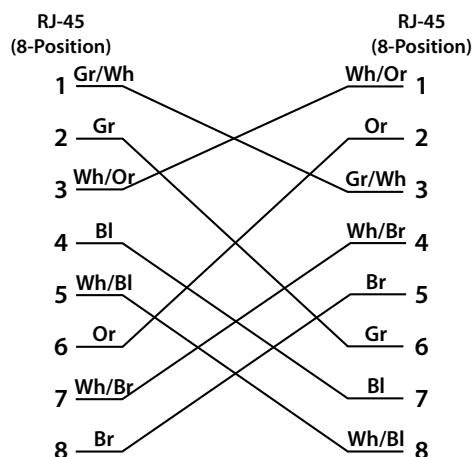 RJ-45
(8-Position)
RJ-45
(8-Position)
1 Gr/Wh
Wh/Or 1
2 Gr
Or 2
3 Wh/Or
Gr/Wh 3
4 Bl
Wh/Br 4
5 Wh/Bl
Br 5
6 Or
Gr 6
7 Wh/Br
Bl 7
8 Br
Wh/Bl 8